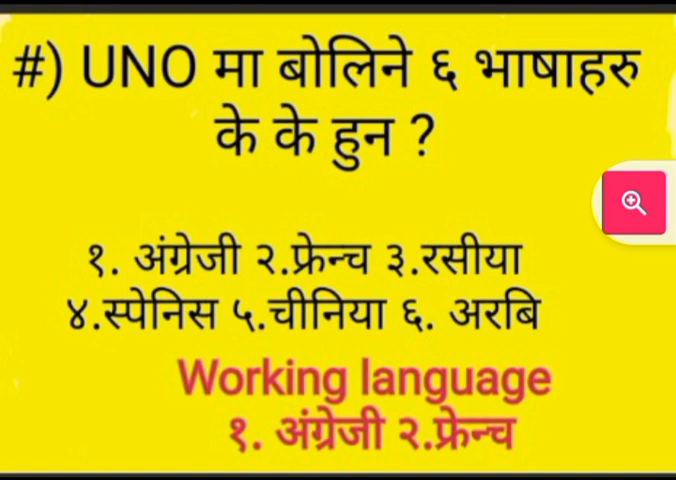 #) UNO मा बोलिने ६ भाषाहरु
के के हुन ?
१. अंग्रेजी २.फ्रेन्च ३.रसीया
४.स्पेनिस ५.चीनिया ६. अरबि
Working language
१. अंग्रेजी २.फ्रेन्च